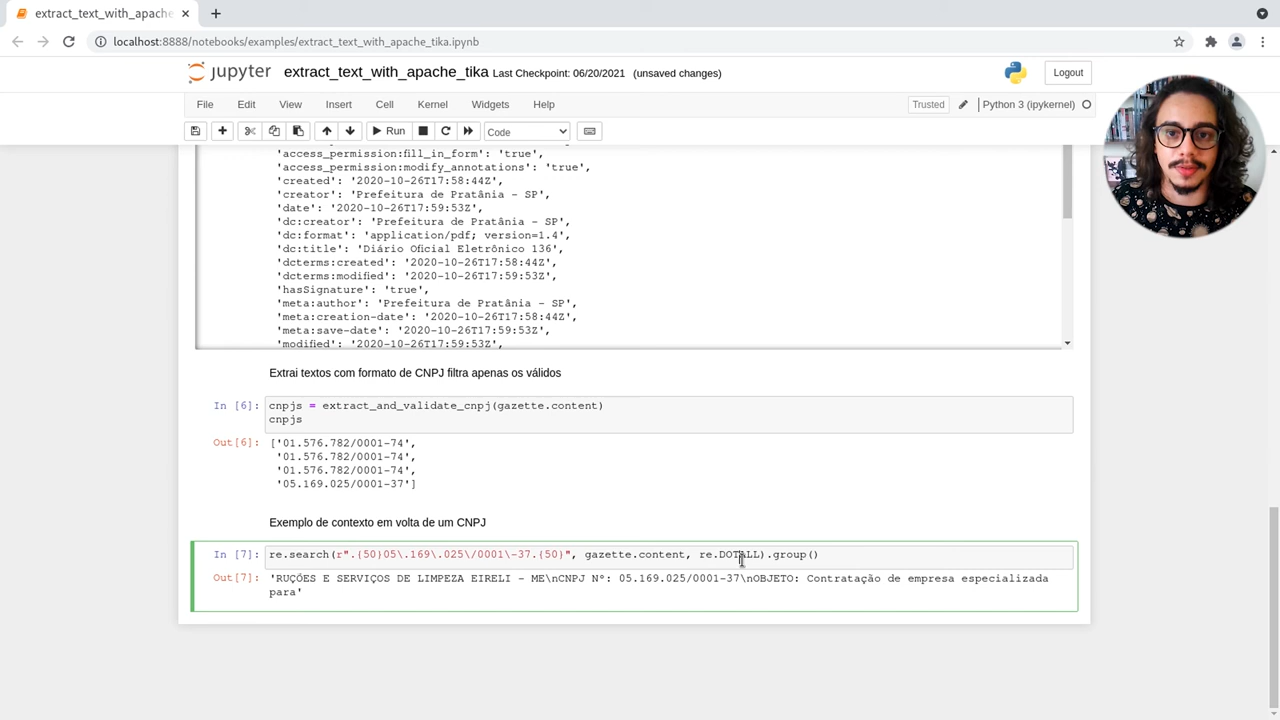 extract_text_with_apache
localhost:8888/notebooks/examples/extract_text_with_apache_tika.ipynb
jupyter extract_text_with_apache_tika Last Checkpoint: 06/20/2021 (unsaved changes)
Logout
File Edit View Insert Cell Kernel Widgets Help
Trusted Python 3 (ipykernel)
Run Code
'access_permission:fill_in_form': 'true',
'access_permission:modify_annotations': 'true',
'created': '2020-10-26T17:58:44Z',
'creator': 'Prefeitura de Pratânia - SP',
'date': '2020-10-26T17:59:53Z',
'dc:creator': 'Prefeitura de Pratânia - SP',
'dc:format': 'application/pdf; version=1.4',
'dc:title': 'Diário Oficial Eletrônico 136',
'dcterms:created': '2020-10-26T17:58:44Z',
'dcterms:modified': '2020-10-26T17:59:53Z',
'hasSignature': 'true',
'meta:author': 'Prefeitura de Pratânia - SP',
'meta:creation-date': '2020-10-26T17:58:44Z',
'meta:save-date': '2020-10-26T17:59:53Z',
'modified': '2020-10-26T17:59:53Z',
Extrai textos com formato de CNPJ filtra apenas os válidos
In [6]: cnpjs = extract_and_validate_cnpj(gazette.content)
cnpjs
Out[6]: ['01.576.782/0001-74',
'01.576.782/0001-74',
'01.576.782/0001-74',
'05.169.025/0001-37']
Exemplo de contexto em volta de um CNPJ
In [7]: re.search(r".{50}05\.169\.025\/0001\-37.{50}", gazette.content, re.DOTALL).group()
Out[7]: 'RUÇÕES E SERVIÇOS DE LIMPEZA EIRELI - ME\nCNPJ Nº: 05.169.025/0001-37\nOBJETO: Contratação de empresa especializada
para'